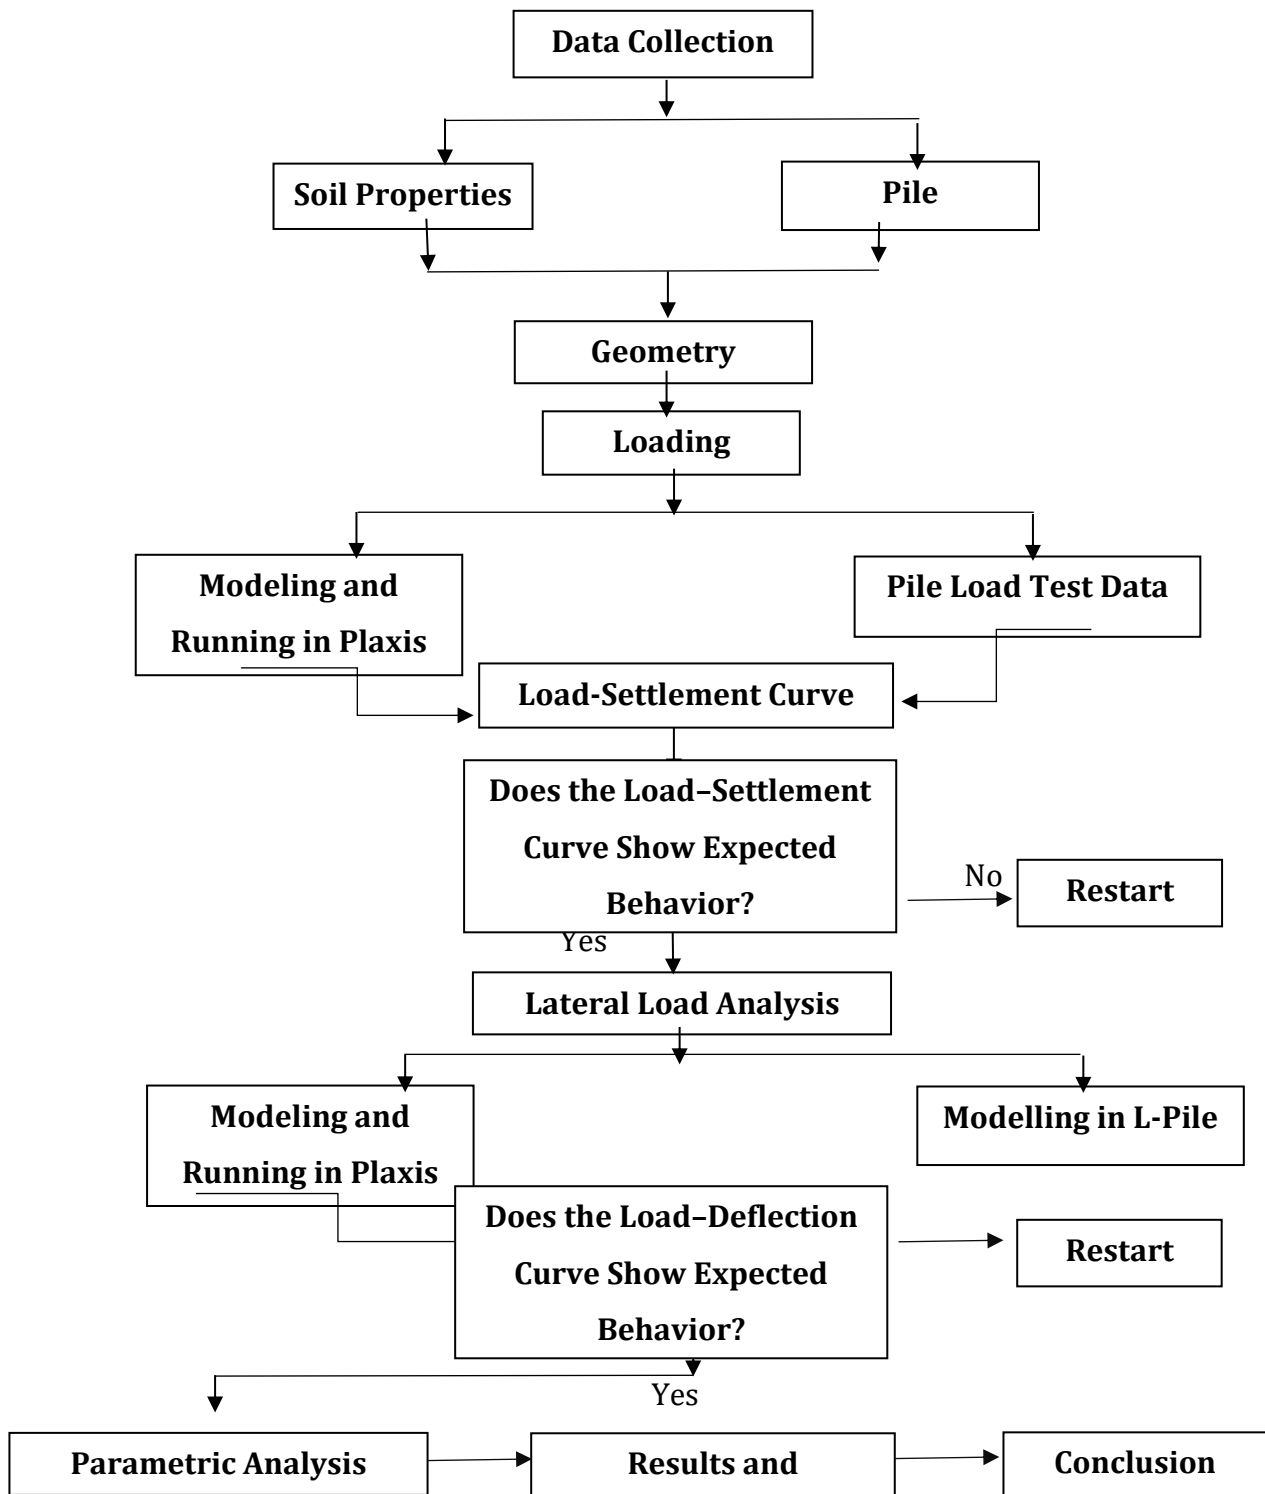 Data Collection
Soil Properties
Pile
Geometry
Loading
Modeling and
Running in Plaxis
Pile Load Test Data
Load-Settlement Curve
Does the Load–Settlement
Curve Show Expected
Behavior?
No
Restart
Yes
Lateral Load Analysis
Modeling and
Running in Plaxis
Modelling in L-Pile
Does the Load–Deflection
Curve Show Expected
Behavior?
Restart
Yes
Parametric Analysis
Results and
Conclusion